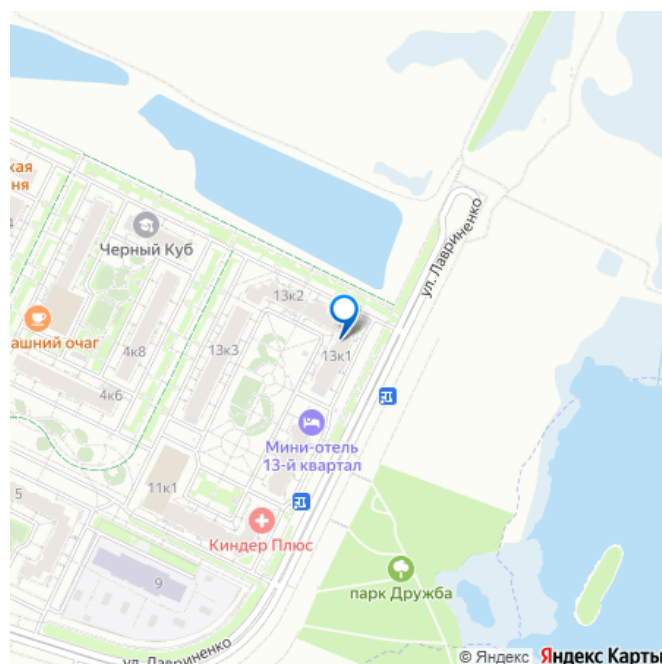 ул. Лавриненко
кая
ня
4
Черный Куб
13к2
ашний очаг
4к8
13к3
13к1
4к6
Мини-отель
13-й квартал
11к1
5
Киндер Плюс
9
парк Дружба
ул. Лавриненко
© Яндекс Яндекс Карты